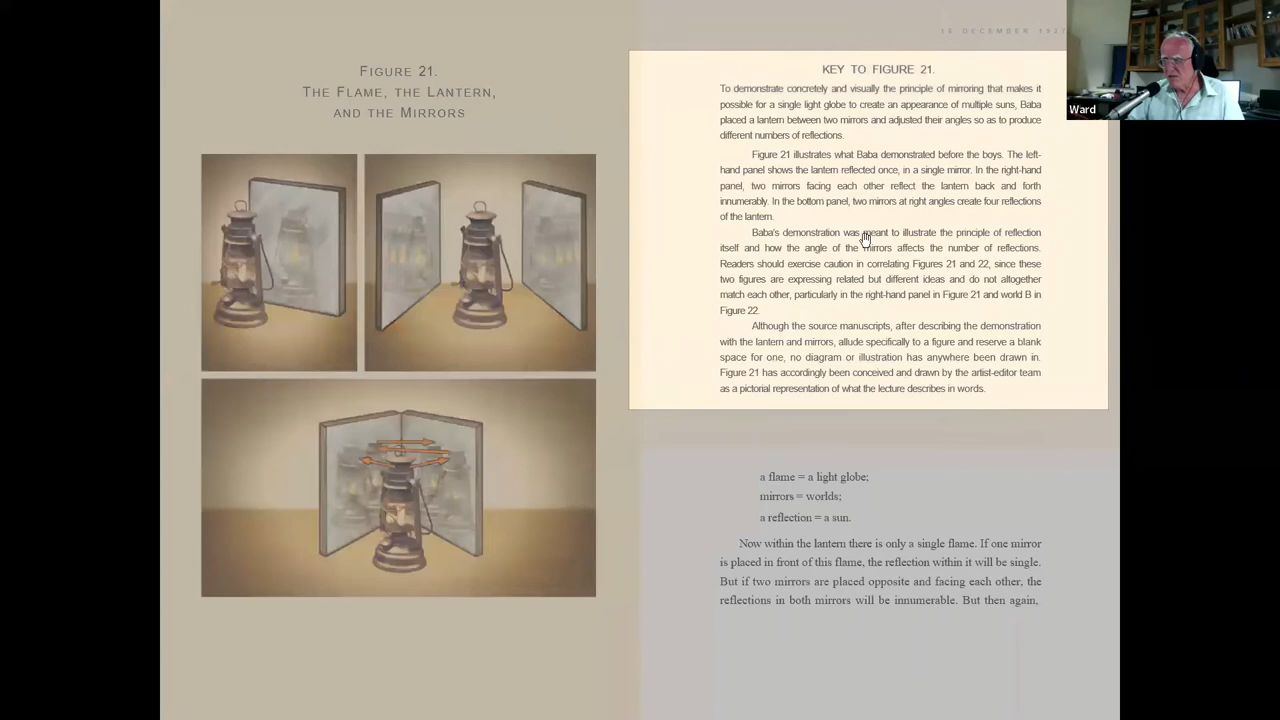 16 DECEMBER 1927
FIGURE 21.
THE FLAME, THE LANTERN,
AND THE MIRRORS
KEY TO FIGURE 21.
To demonstrate concretely and visually the principle of mirroring that makes it
possible for a single light globe to create an appearance of multiple suns, Baba
placed a lantern between two mirrors and adjusted their angles so as to produce
different numbers of reflections.
Figure 21 illustrates what Baba demonstrated before the boys. The left-
hand panel shows the lantern reflected once, in a single mirror. In the right-hand
panel, two mirrors facing each other reflect the lantern back and forth
innumerably. In the bottom panel, two mirrors at right angles create four reflections
of the lantern.
Baba's demonstration was meant to illustrate the principle of reflection
itself and how the angle of the mirrors affects the number of reflections.
Readers should exercise caution in correlating Figures 21 and 22, since these
two figures are expressing related but different ideas and do not altogether
match each other, particularly in the right-hand panel in Figure 21 and world B in
Figure 22.
Although the source manuscripts, after describing the demonstration
with the lantern and mirrors, allude specifically to a figure and reserve a blank
space for one, no diagram or illustration has anywhere been drawn in.
Figure 21 has accordingly been conceived and drawn by the artist-editor team
as a pictorial representation of what the lecture describes in words.
a flame = a light globe;
mirrors = worlds;
a reflection = a sun.
Now within the lantern there is only a single flame. If one mirror
is placed in front of this flame, the reflection within it will be single.
But if two mirrors are placed opposite and facing each other, the
reflections in both mirrors will be innumerable. But then again,
Ward